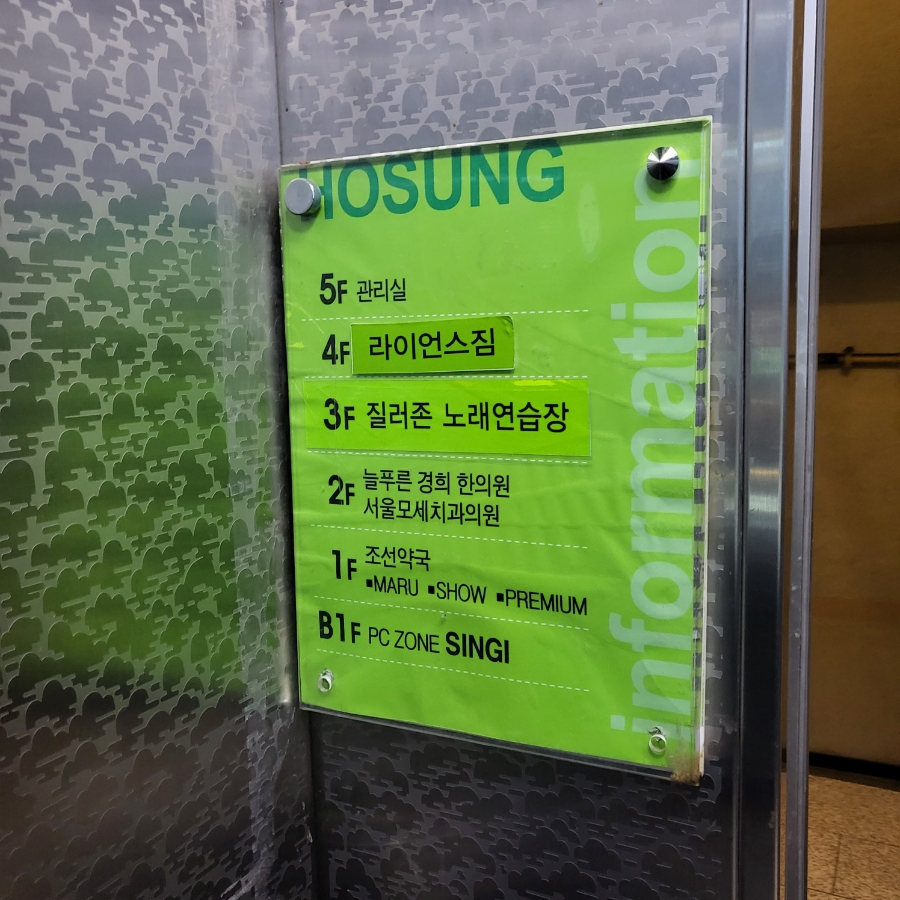 HOSUNG
5F 관리실
4F 라이언스짐
3F 질러존 노래연습장
2F 늘푸른 경희 한의원
서울모세치과의원
1F 조선약국
▪MARU ▪SHOW ▪PREMIUM
B1F PC ZONE SINGI
information